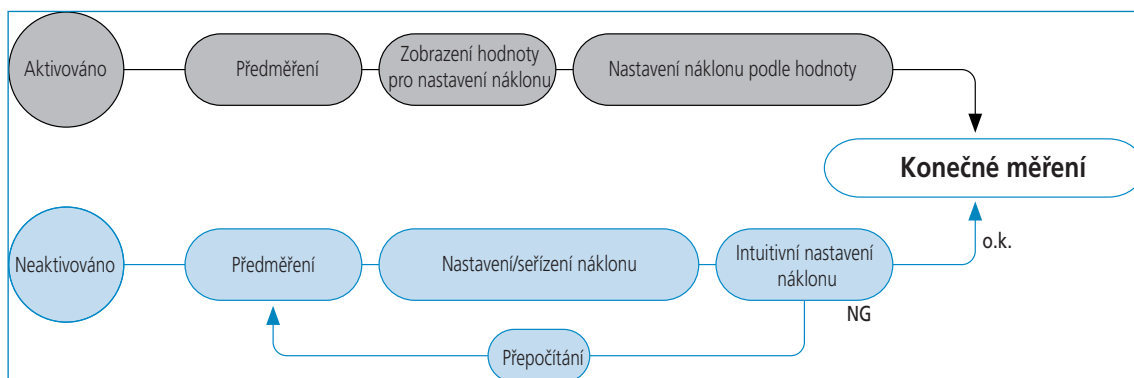 Aktivováno
Předměření
Zobrazení hodnoty
pro nastavení náklonu
Nastavení náklonu podle hodnoty
Konečné měření
Neaktivováno
Předměření
Nastavení/seřízení náklonu
Intuitivní nastavení
náklonu
o.k.
NG
Přepočítání